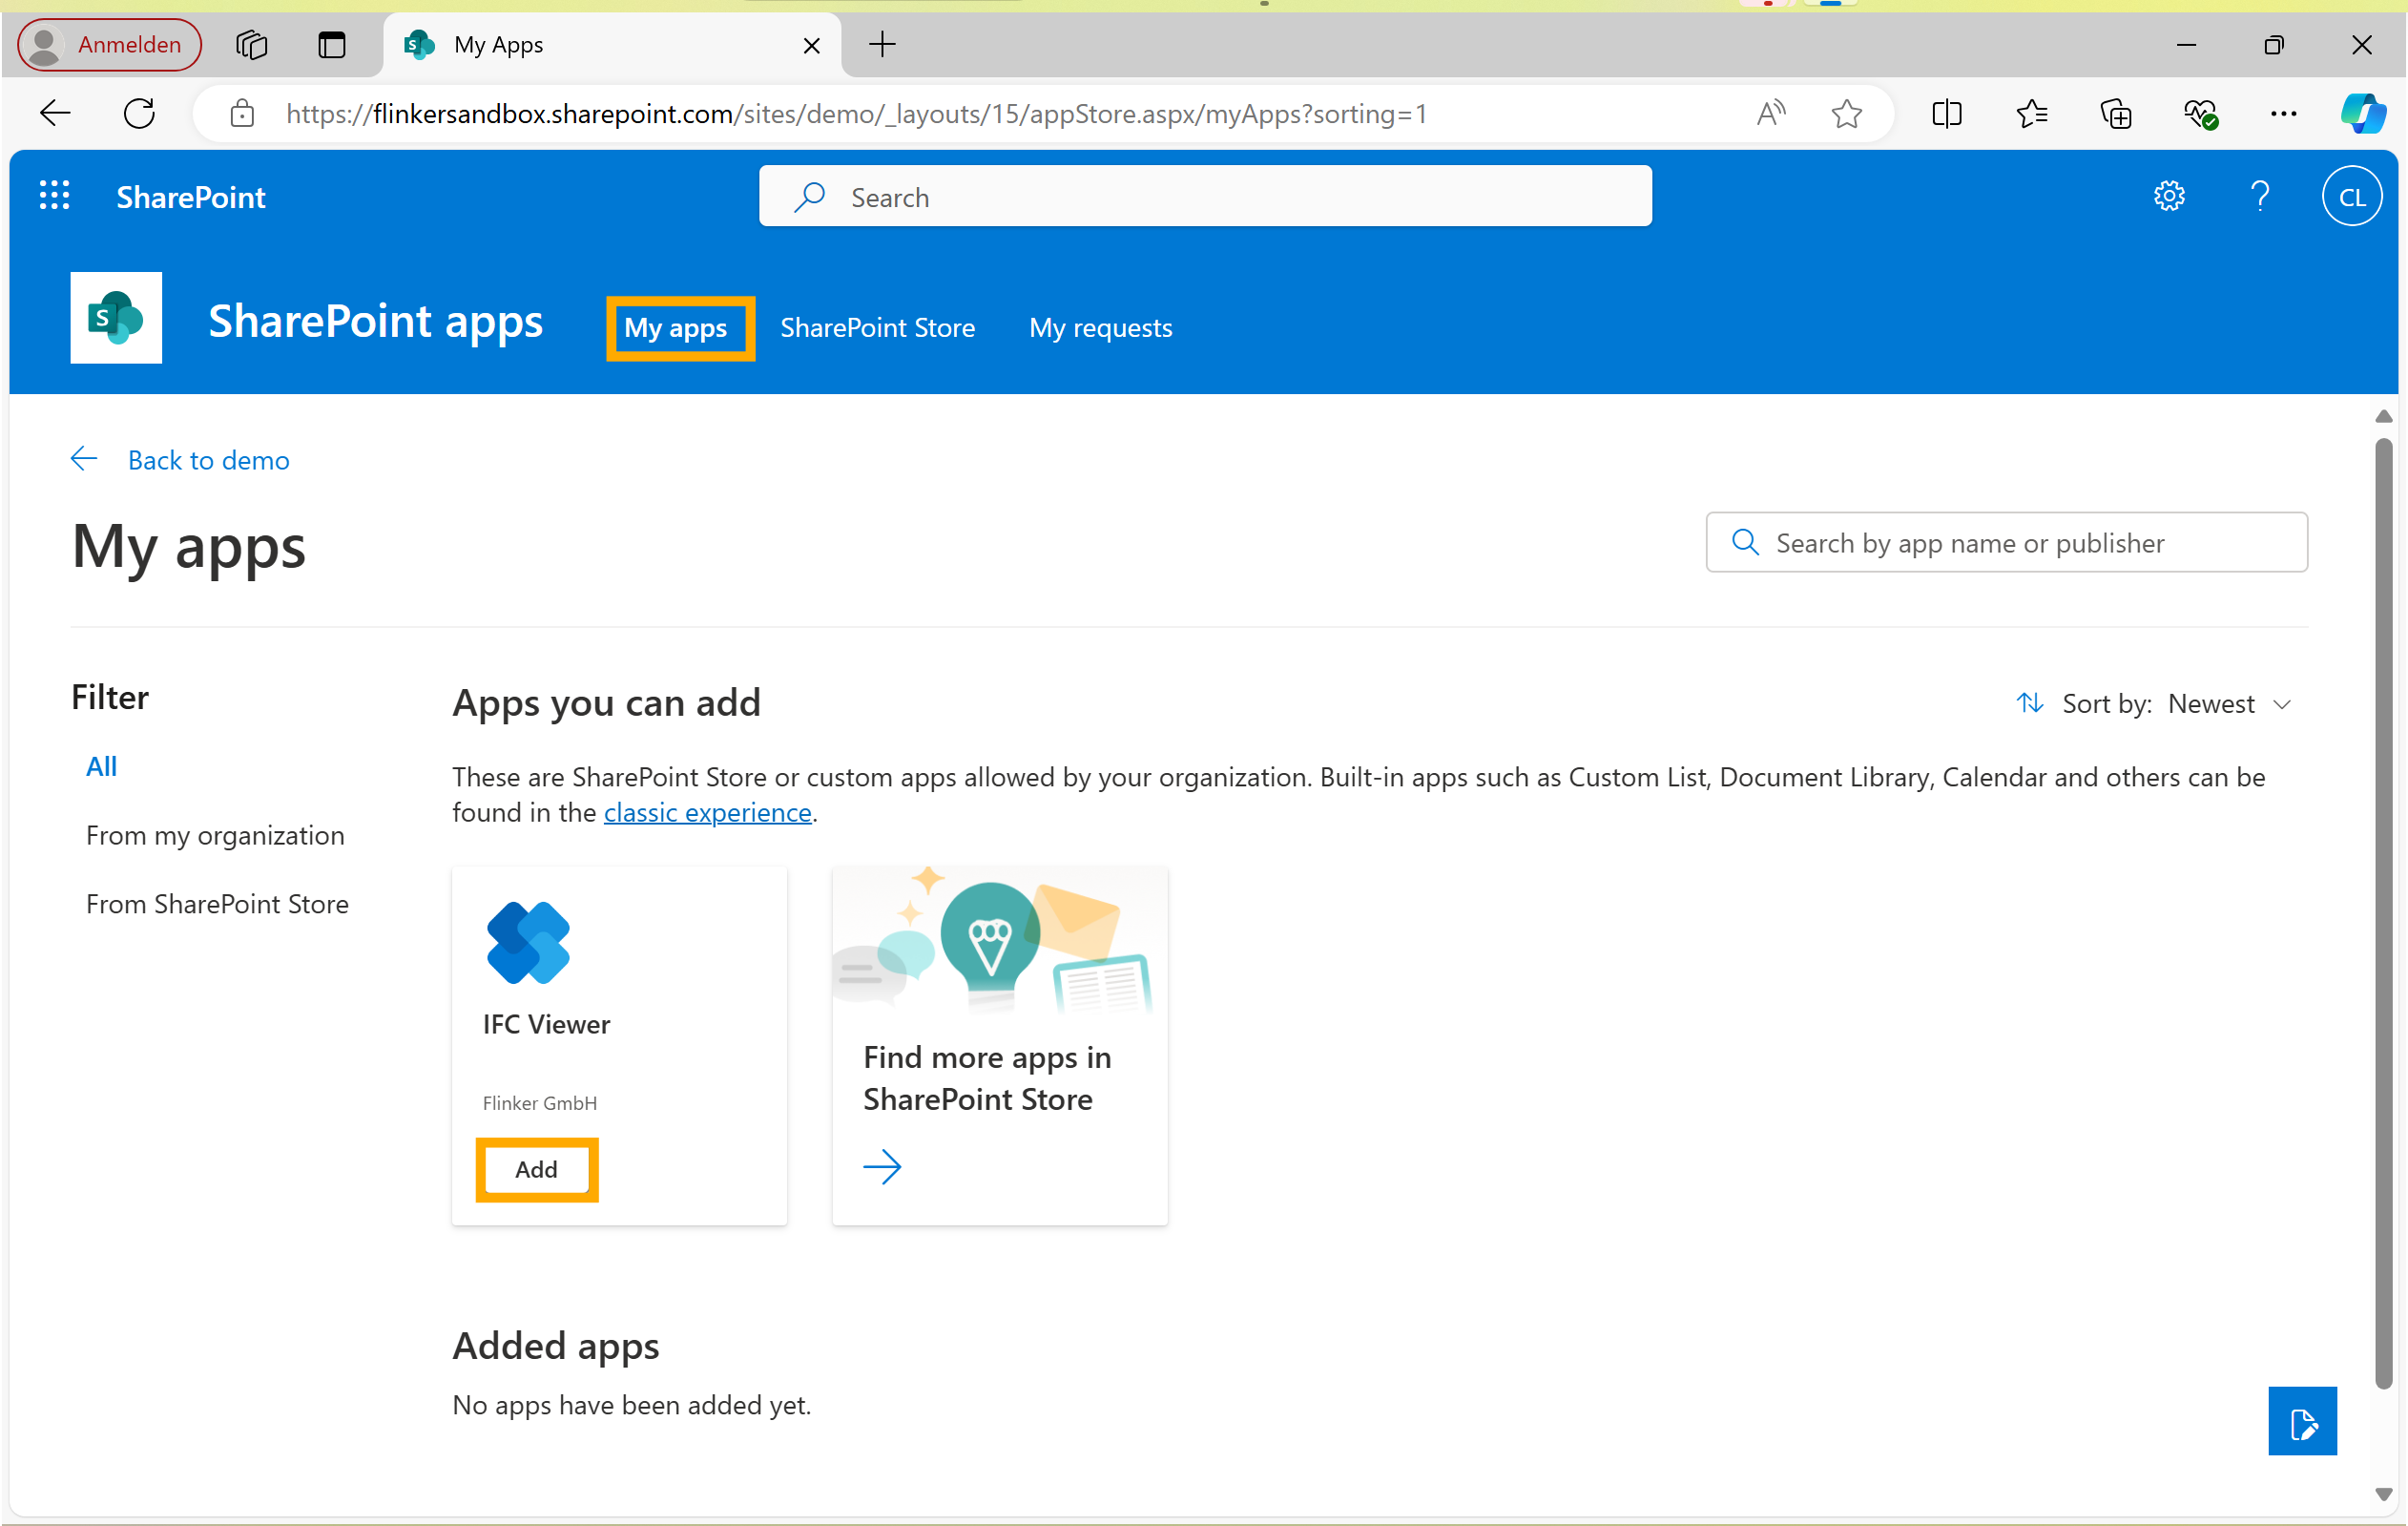 Anmelden
My Apps
https://flinkersandbox.sharepoint.com/sites/demo/_layouts/15/appStore.aspx/myApps?sorting=1
SharePoint
Search
CL
SharePoint apps
My apps
SharePoint Store
My requests
Back to demo
My apps
Search by app name or publisher
Filter
All
From my organization
From SharePoint Store
Apps you can add
Sort by: Newest
These are SharePoint Store or custom apps allowed by your organization. Built-in apps such as Custom List, Document Library, Calendar and others can be
found in the classic experience.
IFC Viewer
Flinker GmbH
Add
Find more apps in
SharePoint Store
Added apps
No apps have been added yet.